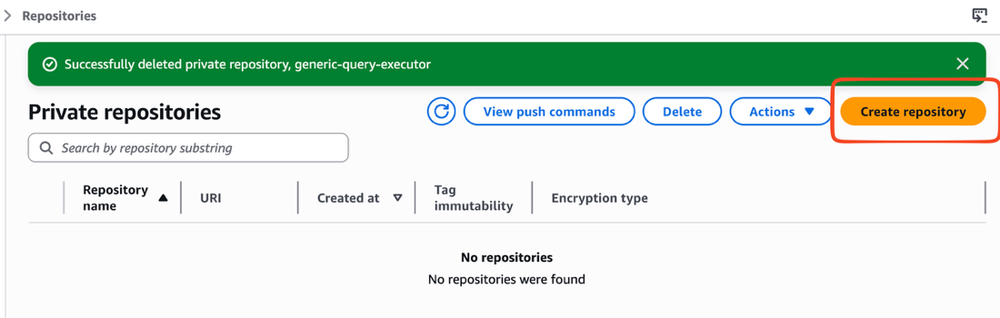 Repositories
Successfully deleted private repository, generic-query-executor
Private repositories
View push commands
Delete
Actions
Create repository
Search by repository substring
Repository
name
URI
Created at
Tag
immutability
Encryption type
No repositories
No repositories were found